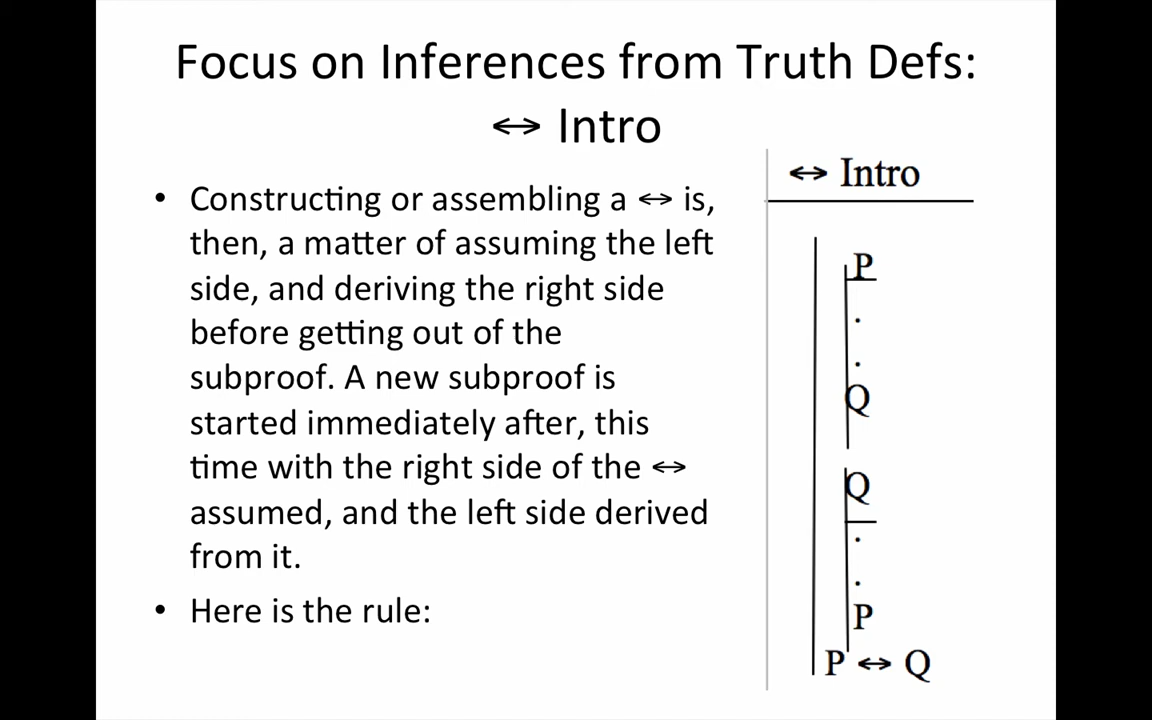 Focus on Inferences from Truth Defs:
↔ Intro
• Constructing or assembling a ↔ is,
then, a matter of assuming the left
side, and deriving the right side
before getting out of the
subproof. A new subproof is
started immediately after, this
time with the right side of the ↔
assumed, and the left side derived
from it.
• Here is the rule:
↔ Intro
P
.
.
Q
Q
.
.
P
P ↔ Q